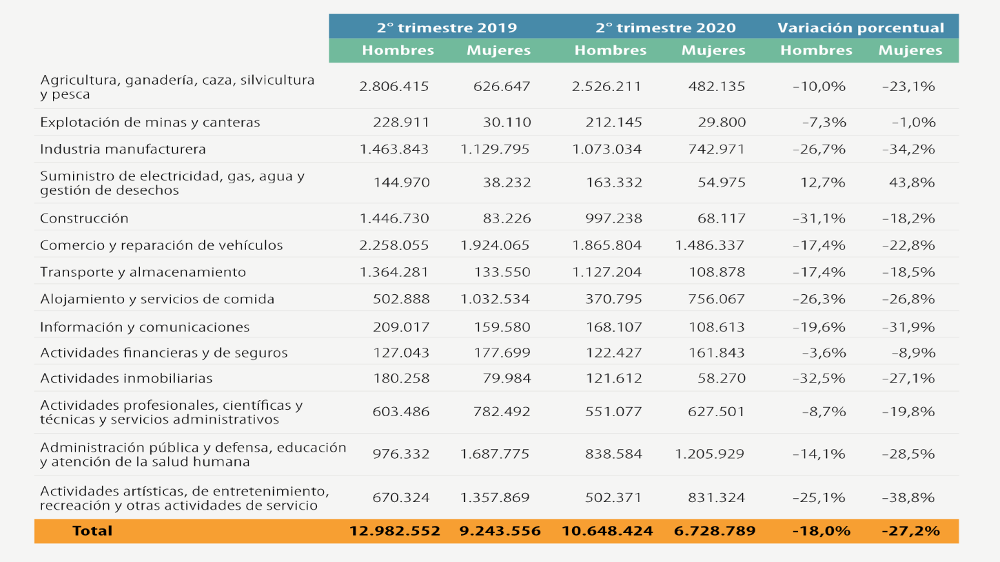 2° trimestre 2019 2° trimestre 2020 Variación porcentual
Hombres Mujeres Hombres Mujeres Hombres Mujeres
Agricultura, ganadería, caza, silvicultura
y pesca 2.806.415 626.647 2.526.211 482.135 -10,0% -23,1%
Explotación de minas y canteras 228.911 30.110 212.145 29.800 -7,3% -1,0%
Industria manufacturera 1.463.843 1.129.795 1.073.034 742.971 -26,7% -34,2%
Suministro de electricidad, gas, agua y
gestión de desechos 144.970 38.232 163.332 54.975 12,7% 43,8%
Construcción 1.446.730 83.226 997.238 68.117 -31,1% -18,2%
Comercio y reparación de vehículos 2.258.055 1.924.065 1.865.804 1.486.337 -17,4% -22,8%
Transporte y almacenamiento 1.364.281 133.550 1.127.204 108.878 -17,4% -18,5%
Alojamiento y servicios de comida 502.888 1.032.534 370.795 756.067 -26,3% -26,8%
Información y comunicaciones 209.017 159.580 168.107 108.613 -19,6% -31,9%
Actividades financieras y de seguros 127.043 177.699 122.427 161.843 -3,6% -8,9%
Actividades inmobiliarias 180.258 79.984 121.612 58.270 -32,5% -27,1%
Actividades profesionales, científicas y
técnicas y servicios administrativos 603.486 782.492 551.077 627.501 -8,7% -19,8%
Administración pública y defensa, educación
y atención de la salud humana 976.332 1.687.775 838.584 1.205.929 -14,1% -28,5%
Actividades artísticas, de entretenimiento,
recreación y otras actividades de servicio 670.324 1.357.869 502.371 831.324 -25,1% -38,8%
Total 12.982.552 9.243.556 10.648.424 6.728.789 -18,0% -27,2%